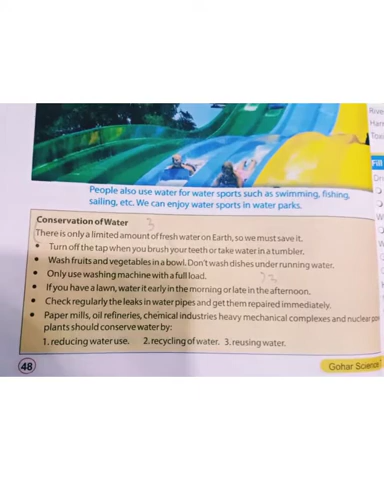 People also use water for water sports such as swimming, fishing,
sailing, etc. We can enjoy water sports in water parks.
Conservation of Water
3
There is only a limited amount of fresh water on Earth, so we must save it.
• Turn off the tap when you brush your teeth or take water in a tumbler.
• Wash fruits and vegetables in a bowl. Don't wash dishes under running water.
• Only use washing machine with a full load.
• If you have a lawn, water it early in the morning or late in the afternoon.
• Check regularly the leaks in water pipes and get them repaired immediately.
• Paper mills, oil refineries, chemical industries heavy mechanical complexes and nuclear
plants should conserve water by:
1. reducing water use. 2. recycling of water. 3. reusing water.
48
Gohar Science
Fill